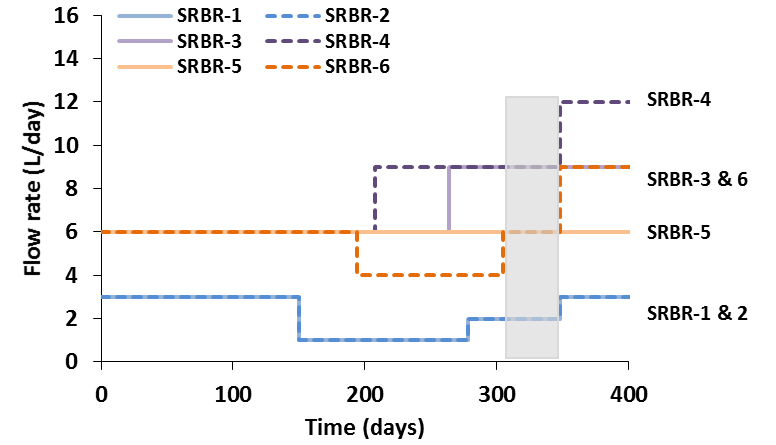 16
14
12
10
8
6
4
2
0
Flow rate (L/day)
SRBR-1 SRBR-2
SRBR-3 SRBR-4
SRBR-5 SRBR-6
SRBR-4
SRBR-3 & 6
SRBR-5
SRBR-1 & 2
0 100 200 300 400
Time (days)